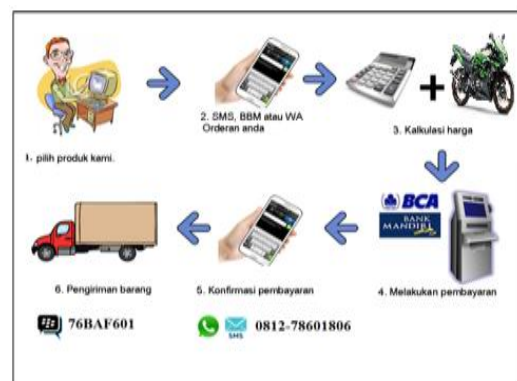 1. pilih produk kami.
2. SMS, BBM atau WA
Orderan anda
3. Kalkulasi harga
BCA
BANK
MANDIRI
4. Melakukan pembayaran
5. Konfirmasi pembayaran
6. Pengiriman barang
76BAF601
SMS
0812-78601806